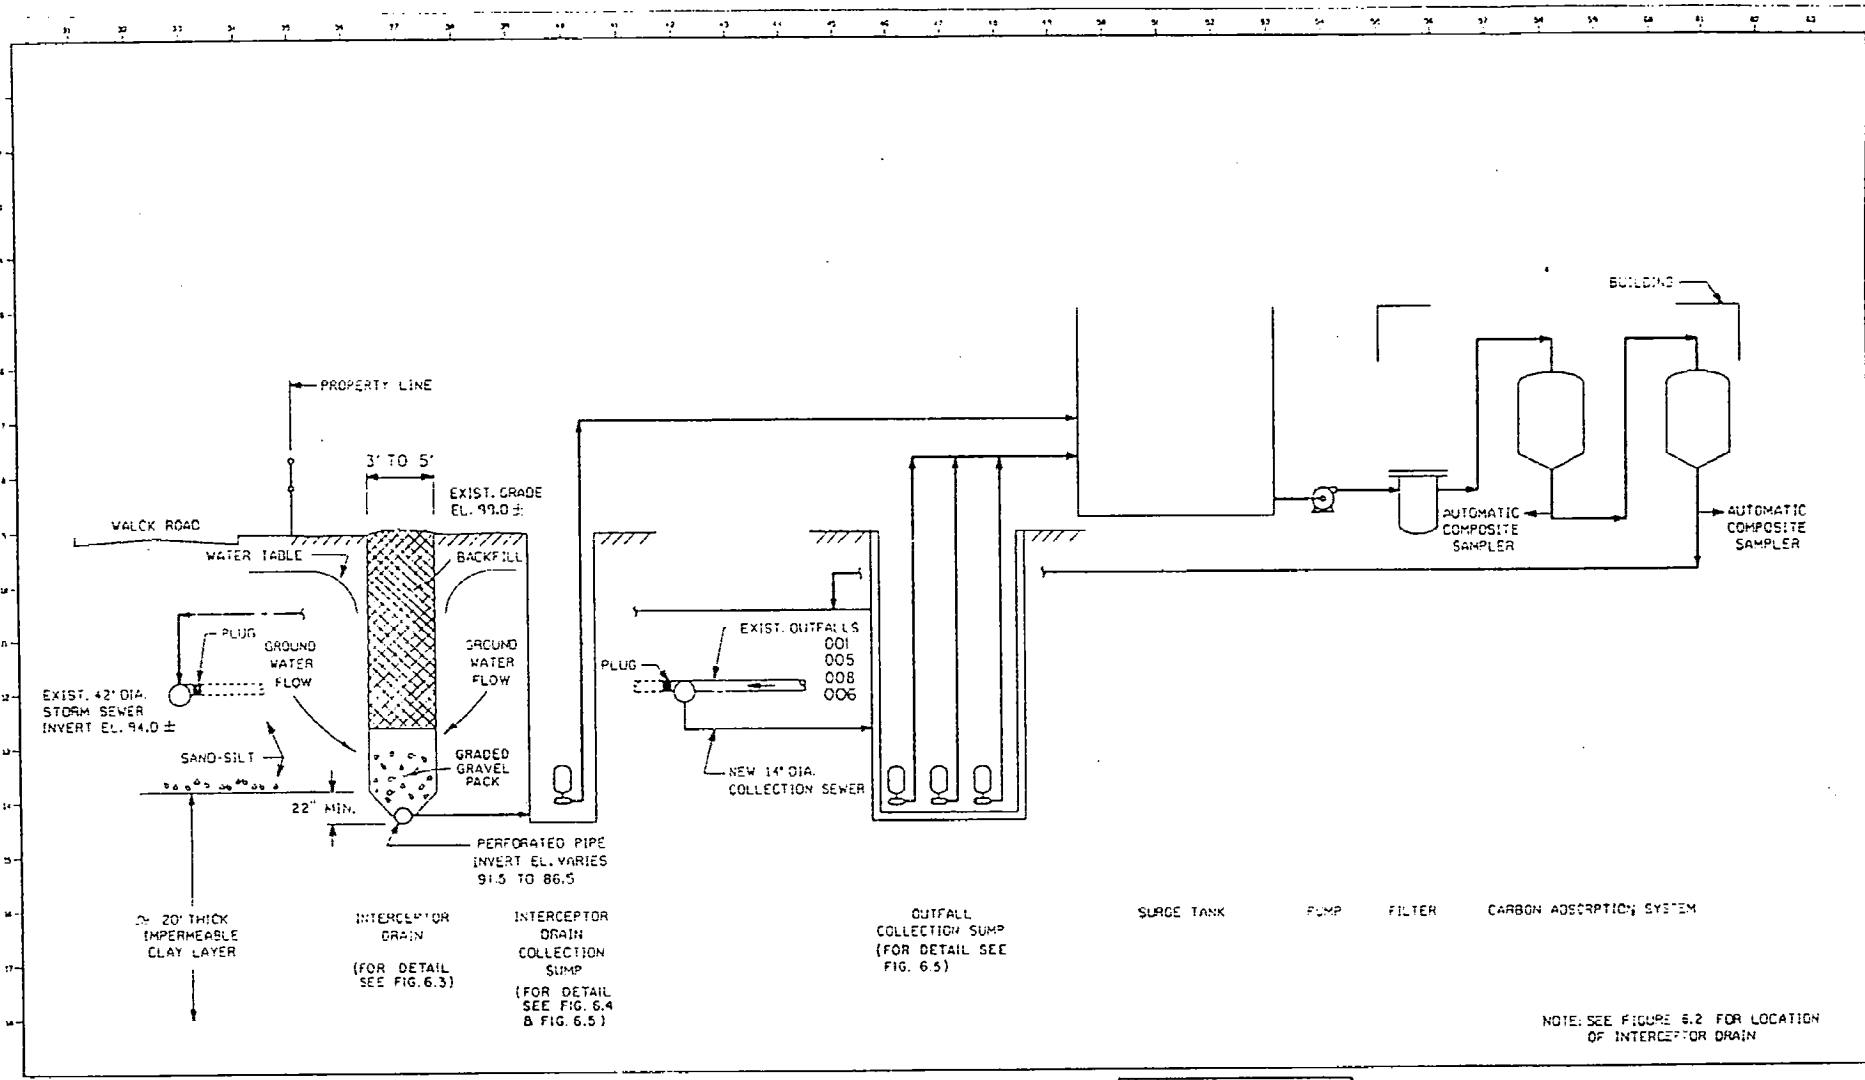 BUILDING
PROPERTY LINE
3' TO 5'
EXIST. GRADE
EL. 99.0 ±
WALCK ROAD
WATER TABLE
BACKFILL
PLUG
GROUND
WATER
FLOW
GROUND
WATER
FLOW
EXIST. 42" DIA.
STORM SEWER
INVERT EL. 94.0 ±
SAND-SILT
GRADED
GRAVEL
PACK
22" MIN.
PERFORATED PIPE
INVERT EL. VARIES
91.5 TO 86.5
EXIST. OUTFALLS
001
005
008
006
PLUG
NEW 14" DIA.
COLLECTION SEWER
AUTOMATIC
COMPOSITE
SAMPLER
AUTOMATIC
COMPOSITE
SAMPLER
20' THICK
IMPERMEABLE
CLAY LAYER
INTERCEPTOR
DRAIN
(FOR DETAIL
SEE FIG. 6.3)
INTERCEPTOR
DRAIN
COLLECTION
SUMP
(FOR DETAIL
SEE FIG. 6.4
& FIG. 6.5)
OUTFALL
COLLECTION SUMP
(FOR DETAIL SEE
FIG. 6.5)
SURGE TANK
PUMP
FILTER
CARBON ADSORPTION SYSTEM
NOTE: SEE FIGURE 6.2 FOR LOCATION
OF INTERCEPTOR DRAIN